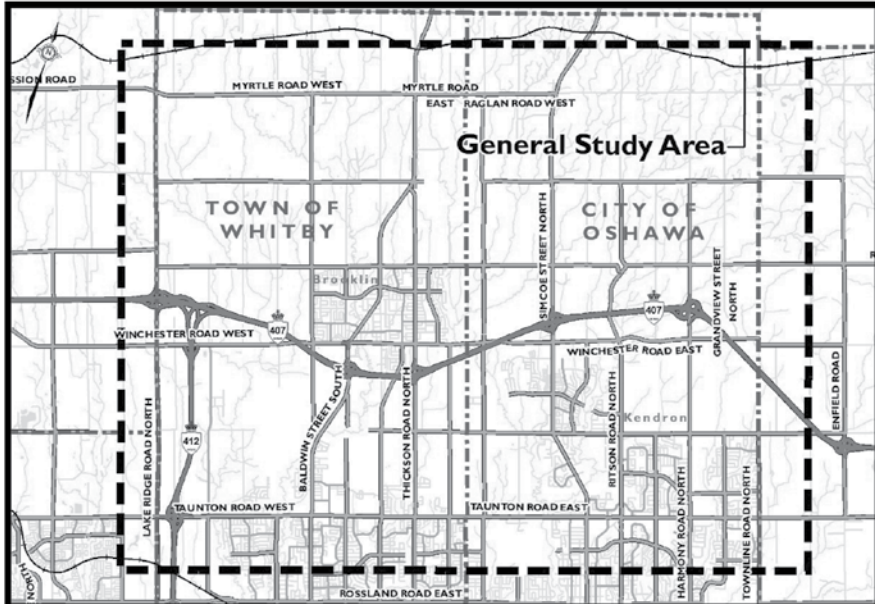 N
SSION ROAD
MYRTLE ROAD WEST
MYRTLE ROAD
EAST
RAGLAN ROAD WEST
General Study Area
TOWN OF
WHITBY
CITY OF
OSHAWA
Brooklin
SIMCOE STREET NORTH
GRANDVIEW STREET
NORTH
R
407
407
WINCHESTER ROAD WEST
WINCHESTER ROAD EAST
LAKE RIDGE ROAD NORTH
412
BALDWIN STREET SOUTH
THICKSON ROAD NORTH
RITSON ROAD NORTH
Kendron
ENFIELD ROAD
TAUNTON ROAD WEST
TAUNTON ROAD EAST
HARMONY ROAD NORTH
TOWNLINE ROAD NORTH
NORTH
ROSSLAND ROAD EAST